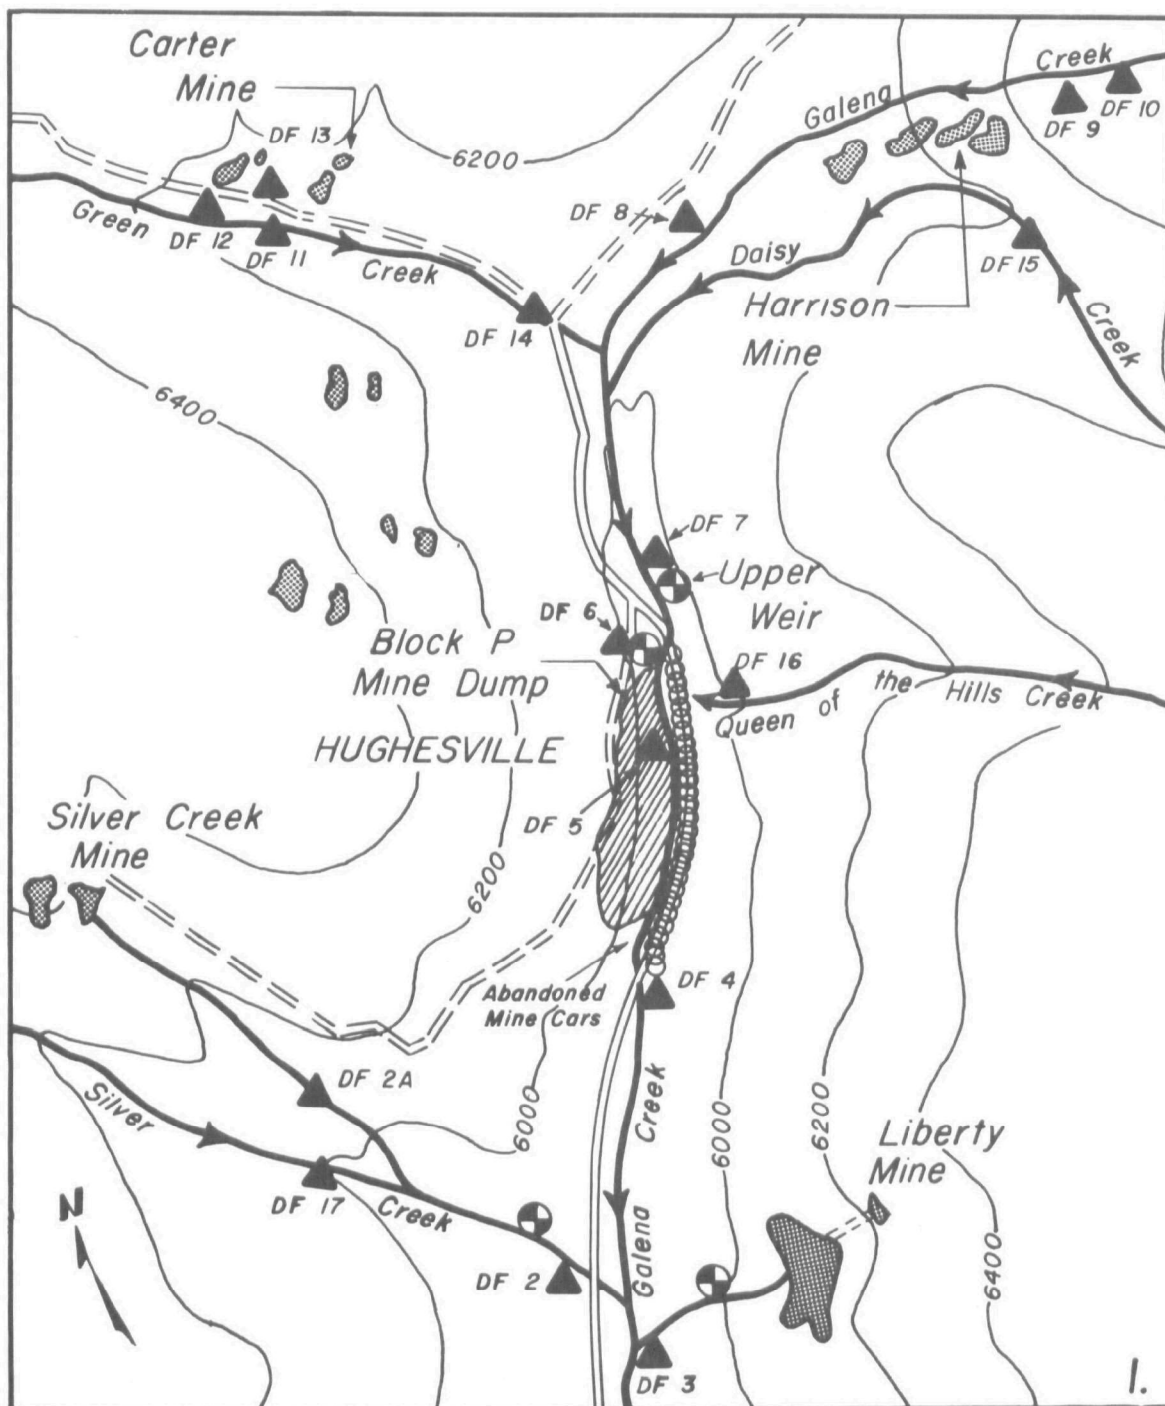 Carter
Mine
DF 13
6200
Galena
Creek
DF 10
DF 9
Green
DF 12
DF 11
Creek
DF 8
Daisy
DF 15
Creek
DF 14
Harrison
Mine
6400
DF 7
Upper
Weir
DF 6
Block P
Mine Dump
DF 16
Queen of the Hills Creek
HUGHESVILLE
DF 5
Silver Creek
Mine
6200
Abandoned
Mine Cars
DF 4
DF 2A
Silver
Creek
6000
Creek
6000
6200
Liberty
Mine
DF 17
N
Galena
DF 2
6400
DF 3
1.